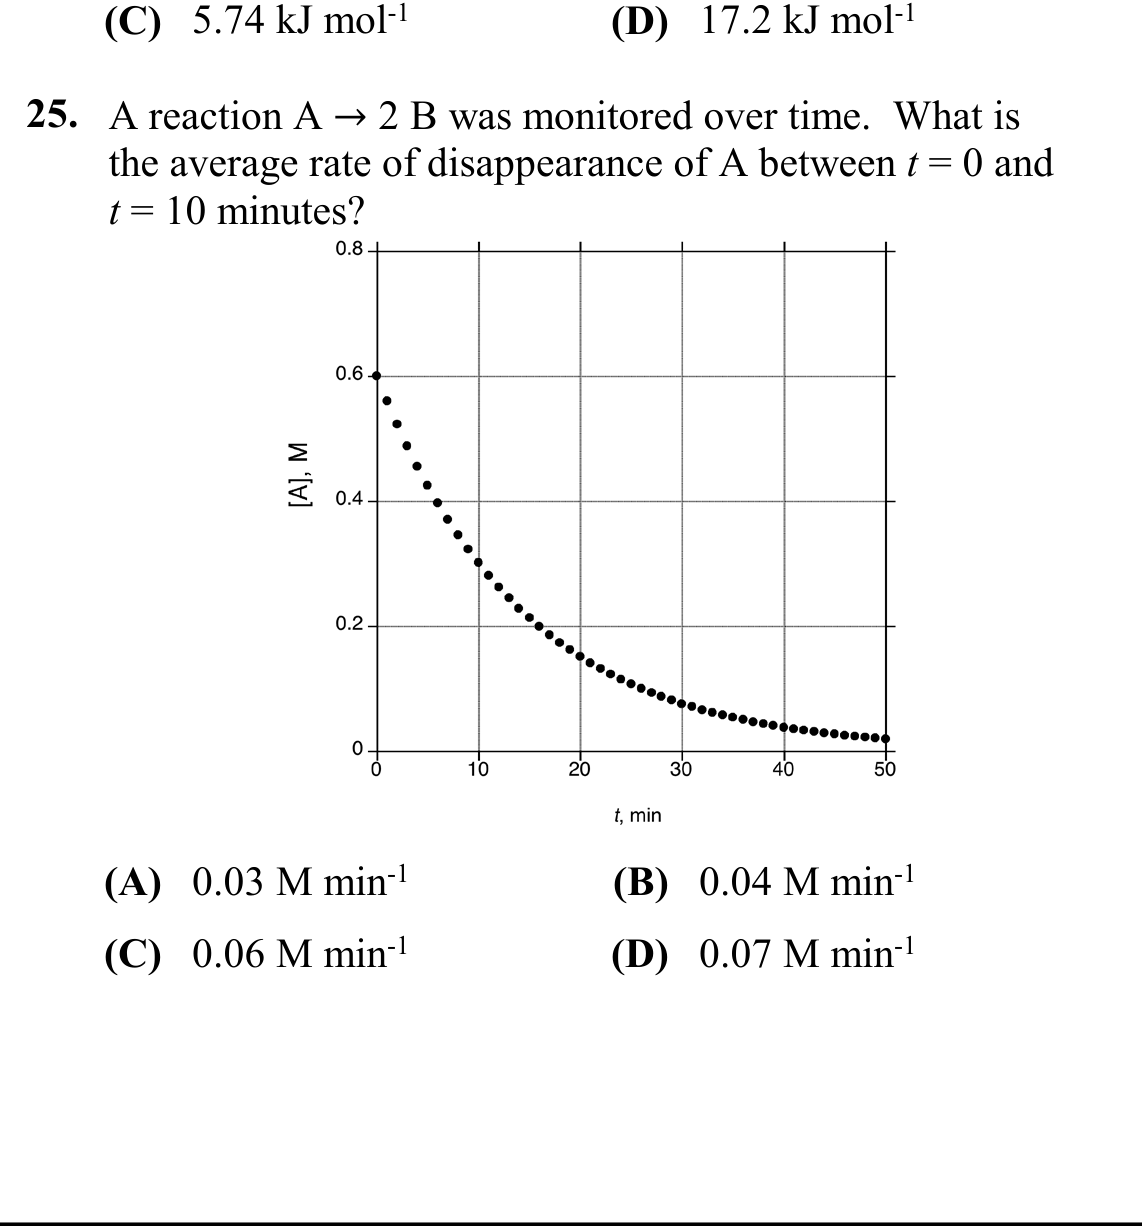 (C) 5.74 kJ mol⁻¹ (D) 17.2 kJ mol⁻¹
25. A reaction A → 2 B was monitored over time. What is
the average rate of disappearance of A between t = 0 and
t = 10 minutes?
0.8
0.6
[A], M
0.4
0.2
0
0 10 20 30 40 50
t, min
(A) 0.03 M min⁻¹ (B) 0.04 M min⁻¹
(C) 0.06 M min⁻¹ (D) 0.07 M min⁻¹